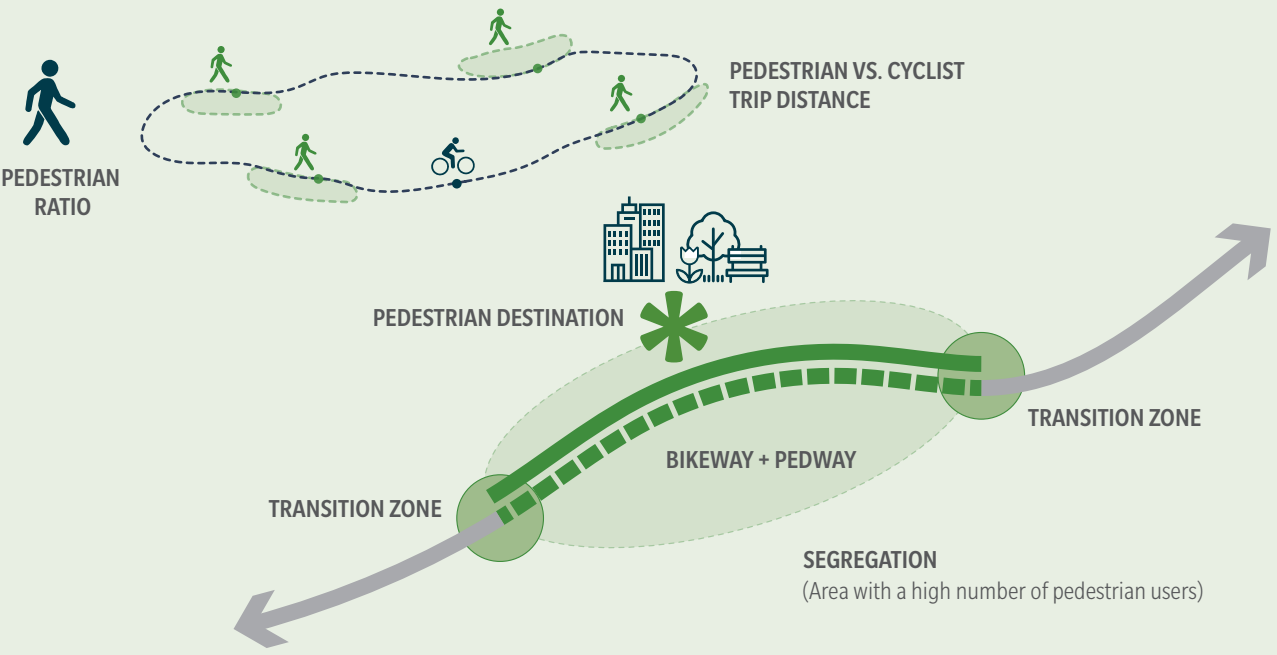 PEDESTRIAN VS. CYCLIST
TRIP DISTANCE
PEDESTRIAN
RATIO
PEDESTRIAN DESTINATION
TRANSITION ZONE
BIKEWAY + PEDWAY
TRANSITION ZONE
SEGREGATION
(Area with a high number of pedestrian users)